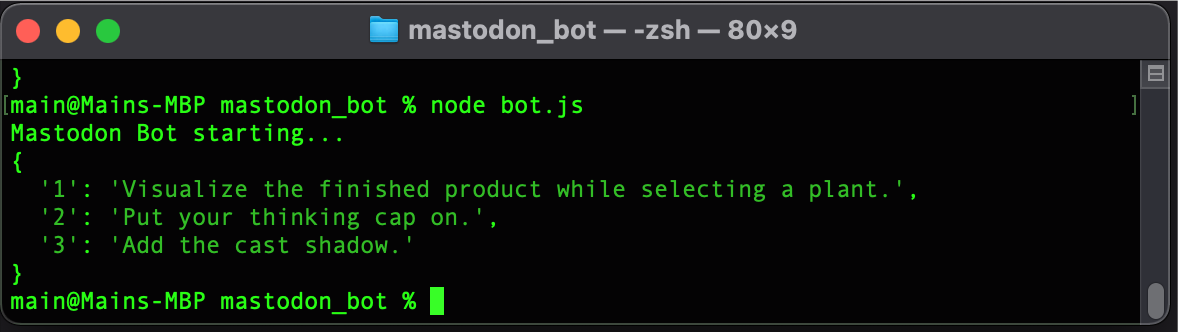 mastodon_bot — -zsh — 80×9
}
[main@Mains-MBP mastodon_bot % node bot.js ]
Mastodon Bot starting...
{
  '1': 'Visualize the finished product while selecting a plant.',
  '2': 'Put your thinking cap on.',
  '3': 'Add the cast shadow.'
}
main@Mains-MBP mastodon_bot %